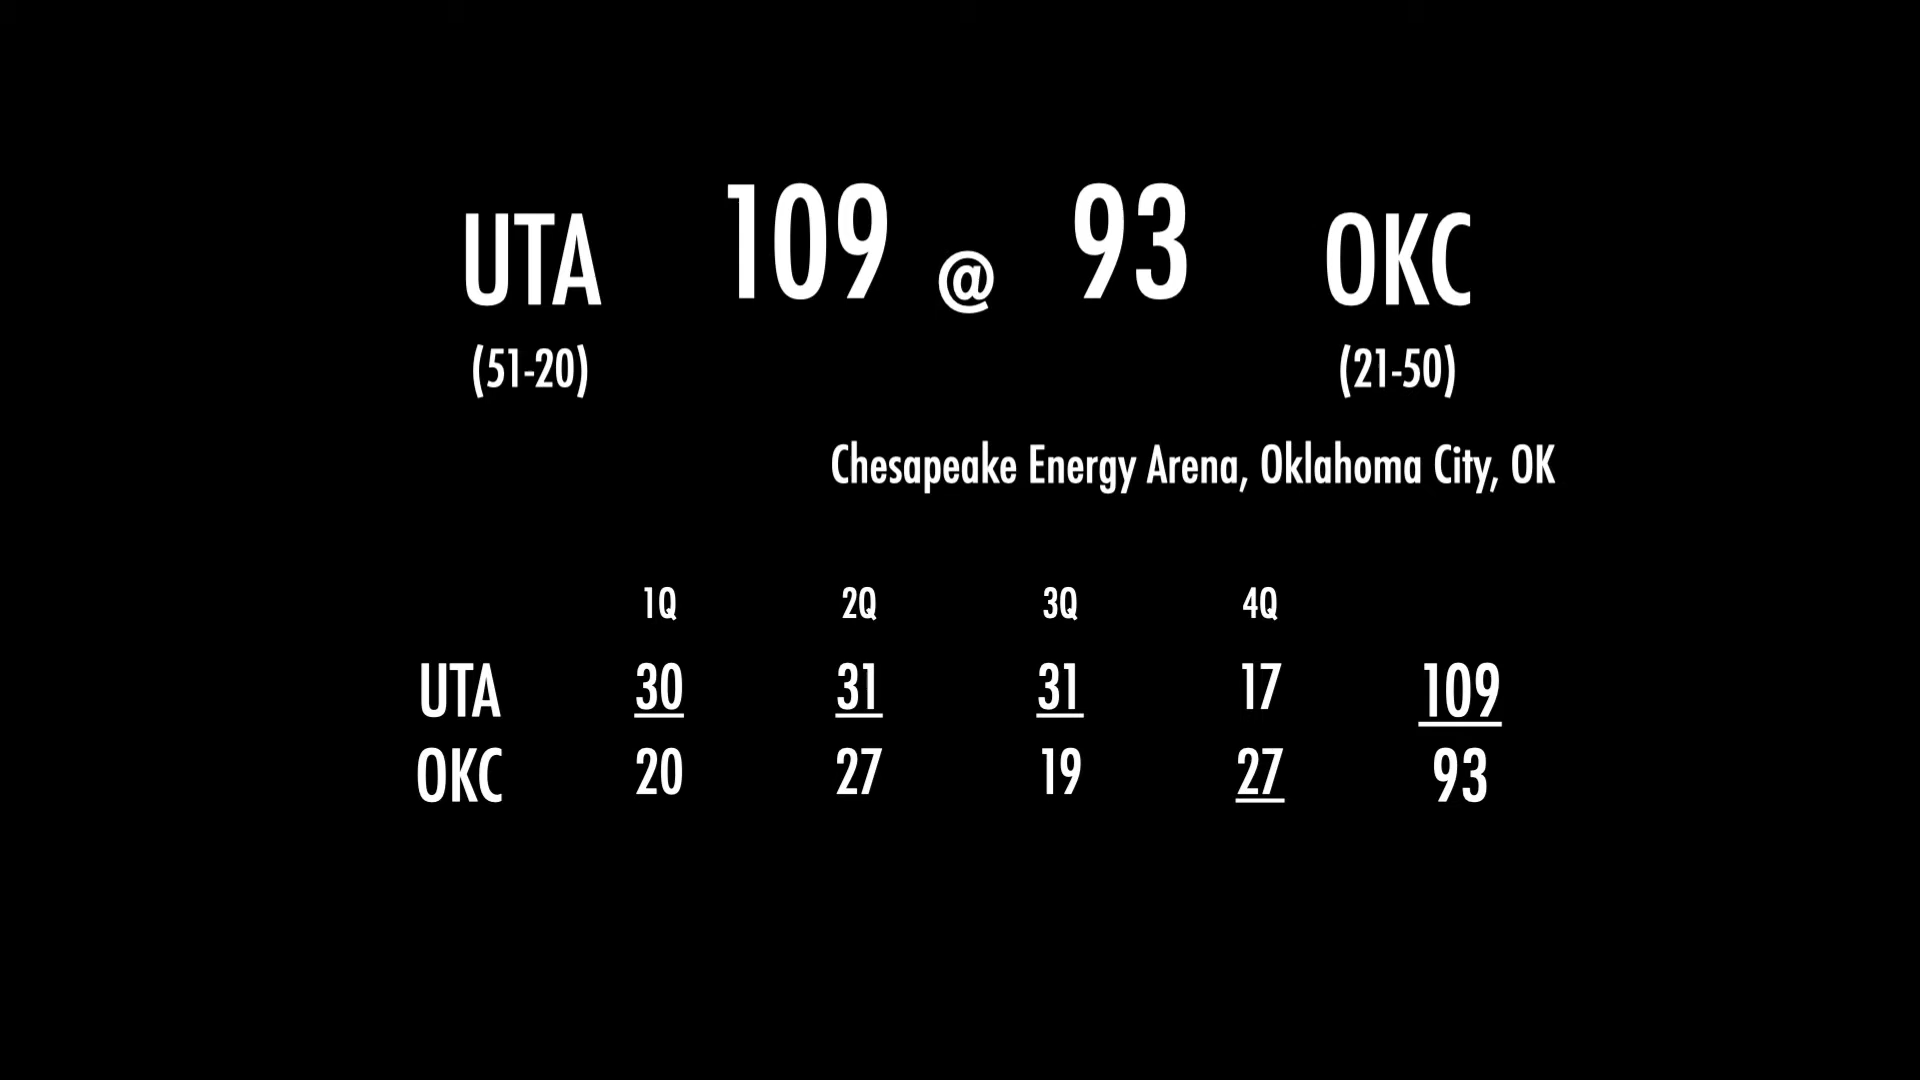 UTA 109 @ 93 OKC
(51-20) (21-50)
Chesapeake Energy Arena, Oklahoma City, OK
1Q 2Q 3Q 4Q
UTA 30 31 31 17 109
OKC 20 27 19 27 93